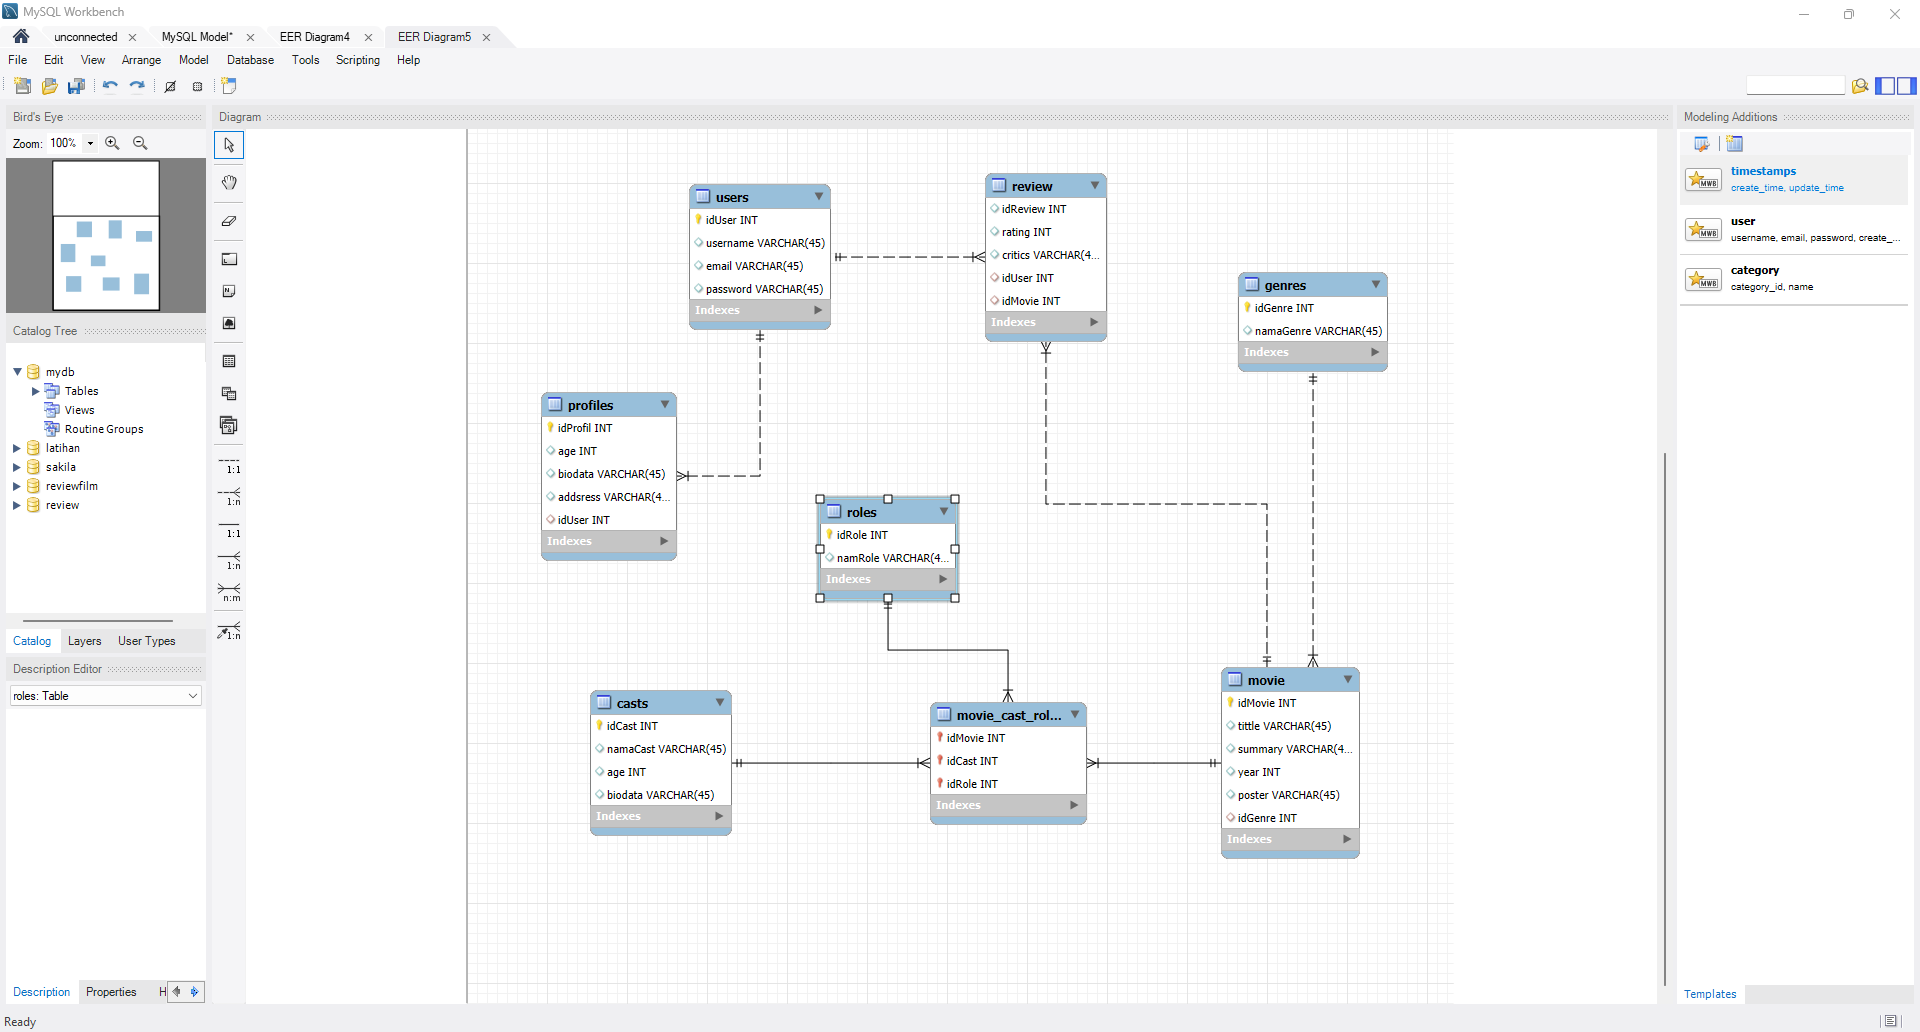 MySQL Workbench
unconnected
MySQL Model*
EER Diagram4
EER Diagram5
File Edit View Arrange Model Database Tools Scripting Help
Bird's Eye
Zoom: 100%
Catalog Tree
mydb
Tables
Views
Routine Groups
latihan
sakila
reviewfilm
review
Catalog Layers User Types
Description Editor
roles: Table
Description Properties H
Ready
Diagram
1:1
1:n
1:1
1:n
n:m
1:n
users
idUser INT
username VARCHAR(45)
email VARCHAR(45)
password VARCHAR(45)
Indexes
review
idReview INT
rating INT
critics VARCHAR(4...
idUser INT
idMovie INT
Indexes
genres
idGenre INT
namaGenre VARCHAR(45)
Indexes
profiles
idProfil INT
age INT
biodata VARCHAR(45)
addsress VARCHAR(4...
idUser INT
Indexes
roles
idRole INT
namRole VARCHAR(4...
Indexes
casts
idCast INT
namaCast VARCHAR(45)
age INT
biodata VARCHAR(45)
Indexes
movie_cast_rol...
idMovie INT
idCast INT
idRole INT
Indexes
movie
idMovie INT
tittle VARCHAR(45)
summary VARCHAR(4...
year INT
poster VARCHAR(45)
idGenre INT
Indexes
Modeling Additions
MWB
timestamps
create_time, update_time
MWB
user
username, email, password, create_...
MWB
category
category_id, name
Templates